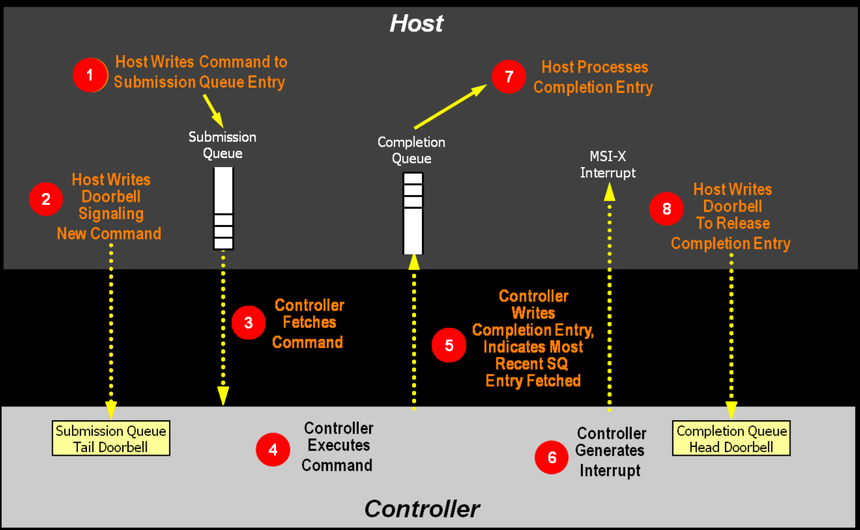 Host
1
Host Writes Command to
Submission Queue Entry
7
Host Processes
Completion Entry
Submission
Queue
Completion
Queue
MSI-X
Interrupt
2
Host Writes
Doorbell
Signaling
New Command
8
Host Writes
Doorbell
To Release
Completion Entry
3
Controller
Fetches
Command
5
Controller
Writes
Completion Entry,
Indicates Most
Recent SQ
Entry Fetched
Submission Queue
Tail Doorbell
4
Controller
Executes
Command
6
Controller
Generates
Interrupt
Completion Queue
Head Doorbell
Controller